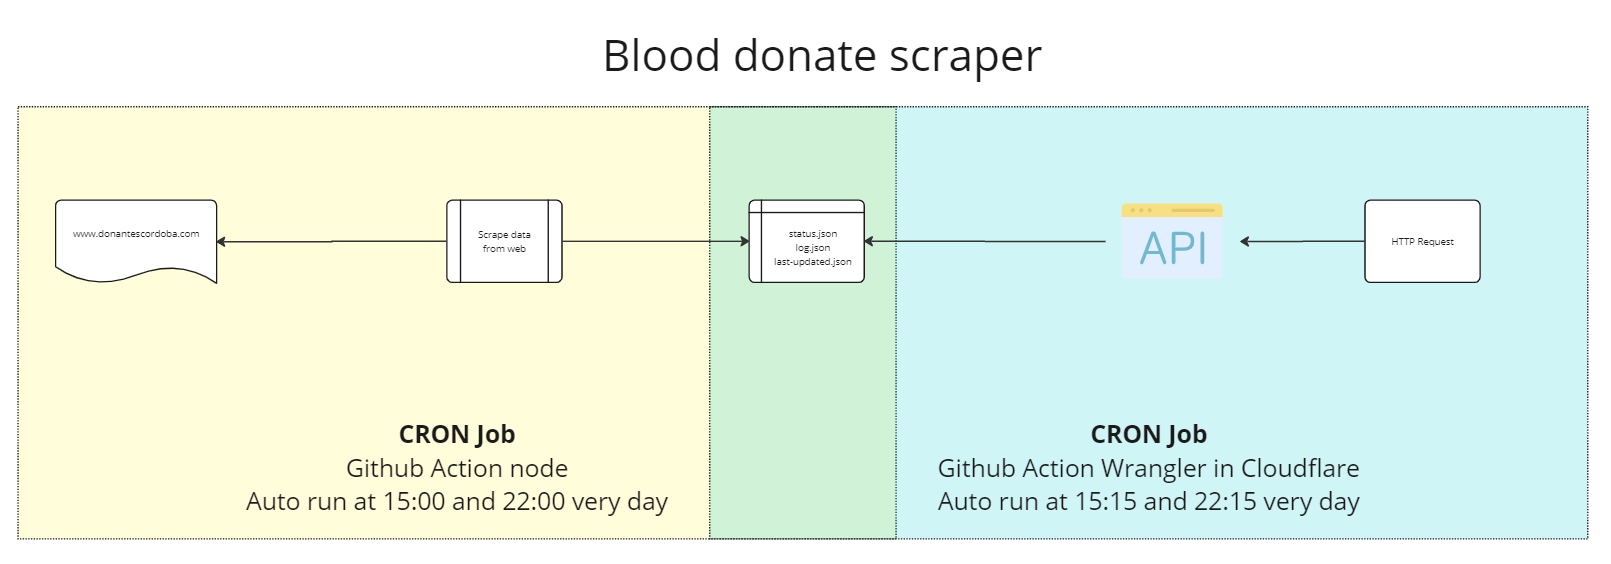 Blood donate scraper
www.donantescordoba.com
Scrape data
from web
status.json
log.json
last-updated.json
API
HTTP Request
CRON Job
Github Action node
Auto run at 15:00 and 22:00 very day
CRON Job
Github Action Wrangler in Cloudflare
Auto run at 15:15 and 22:15 very day